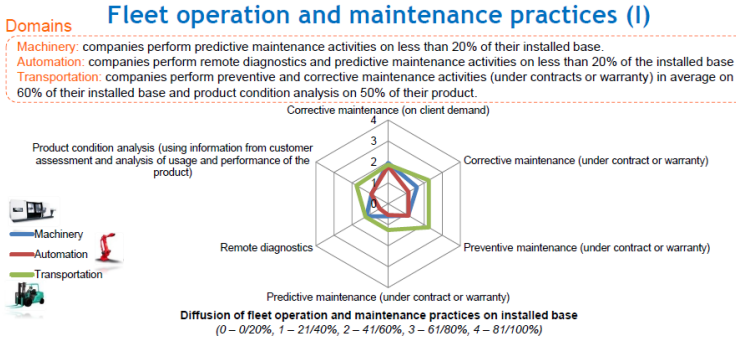 Fleet operation and maintenance practices (I)
Domains
Machinery: companies perform predictive maintenance activities on less than 20% of their installed base.
Automation: companies perform remote diagnostics and predictive maintenance activities on less than 20% of the installed base
Transportation: companies perform preventive and corrective maintenance activities (under contracts or warranty) in average on
60% of their installed base and product condition analysis on 50% of their product.
Corrective maintenance (on client demand)
4
3
2
1
0
Product condition analysis (using information from customer
assessment and analysis of usage and performance of the
product)
Corrective maintenance (under contract or warranty)
Machinery
Automation
Transportation
Remote diagnostics
Preventive maintenance (under contract or warranty)
Predictive maintenance (under contract or warranty)
Diffusion of fleet operation and maintenance practices on installed base
(0 – 0/20%, 1 – 21/40%, 2 – 41/60%, 3 – 61/80%, 4 – 81/100%)